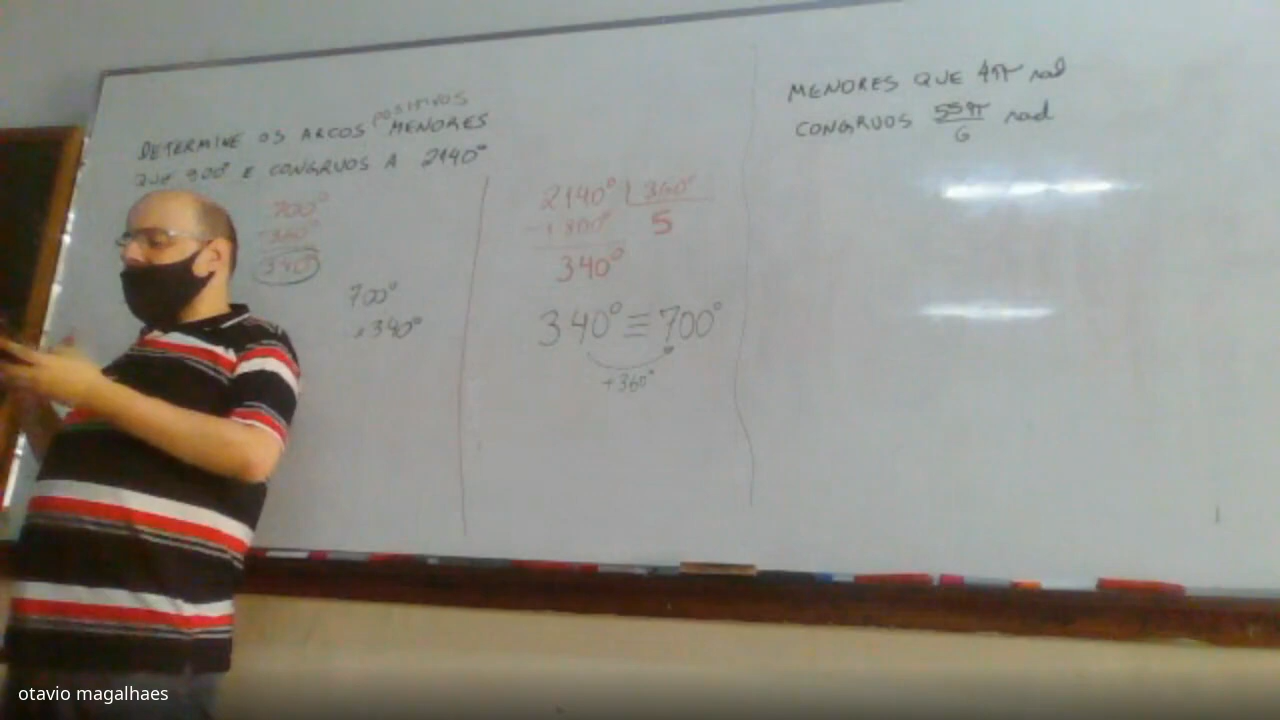 DETERMINE OS ARCOS POSITIVOS MENORES
QUE 900° E CONGRUOS A 2140°
700°
-360°
340°
700°
340°
2140° | 360°
-1800° 5
340°
340° ≡ 700°
+360°
MENORES QUE 4π rad
CONGRUOS 55π/6 rad
otavio magalhaes